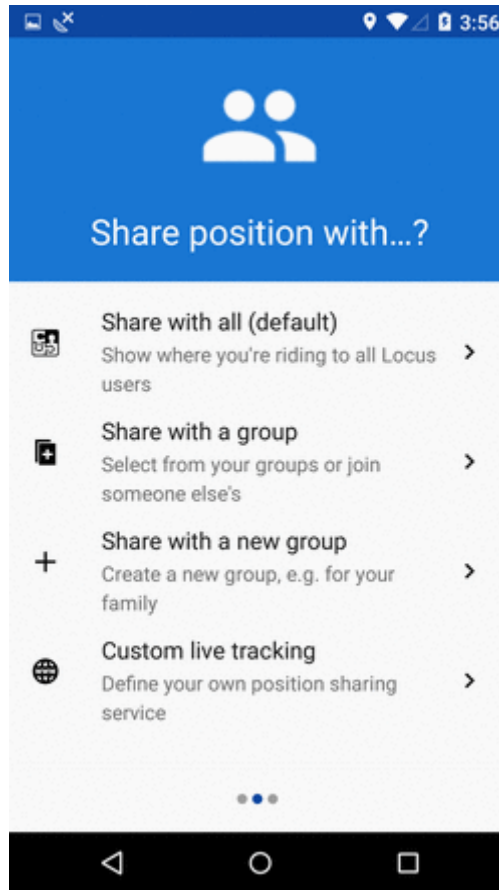 3:56
Share position with...?
Share with all (default)
Show where you're riding to all Locus
users
Share with a group
Select from your groups or join
someone else's
Share with a new group
Create a new group, e.g. for your
family
Custom live tracking
Define your own position sharing
service